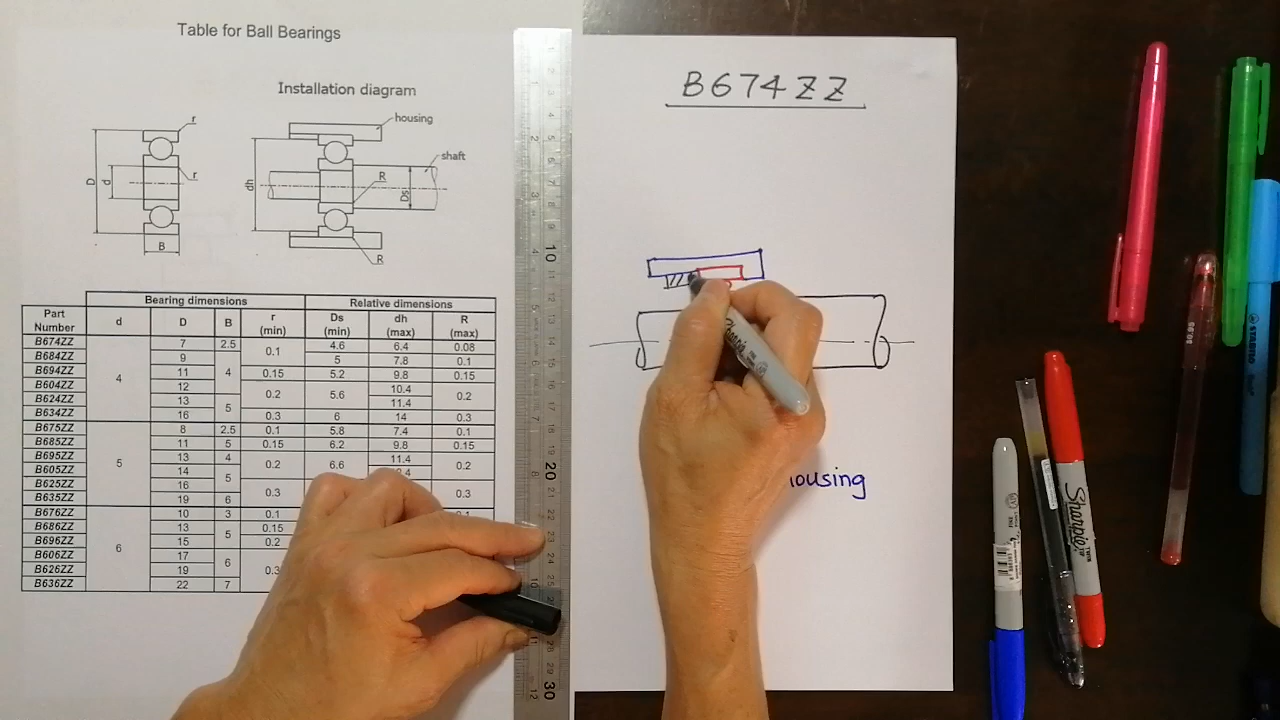 Table for Ball Bearings
Installation diagram
housing
shaft
r
r
D
d
B
dh
R
Ds
R
Bearing dimensions Relative dimensions
Part Number d D B r (min) Ds (min) dh (max) R (max)
B674ZZ 4 7 2.5 0.1 4.6 6.4 0.08
B684ZZ 9 4 5 7.8 0.1
B694ZZ 11 0.15 5.2 9.8 0.15
B604ZZ 12 0.2 5.6 10.4 0.2
B624ZZ 13 5 11.4
B634ZZ 16 0.3 6 14 0.3
B675ZZ 5 8 2.5 0.1 5.8 7.4 0.1
B685ZZ 11 5 0.15 6.2 9.8 0.15
B695ZZ 13 4 0.2 6.6 11.4 0.2
B605ZZ 14 5
B625ZZ 16 0.3 0.3
B635ZZ 19 6
B676ZZ 6 10 3 0.1
B686ZZ 13 5 0.15
B696ZZ 15 0.2
B606ZZ 17 6
B626ZZ 19
B636ZZ 22 7
B674ZZ
housing
Sharpie
Sharpie
STABILO